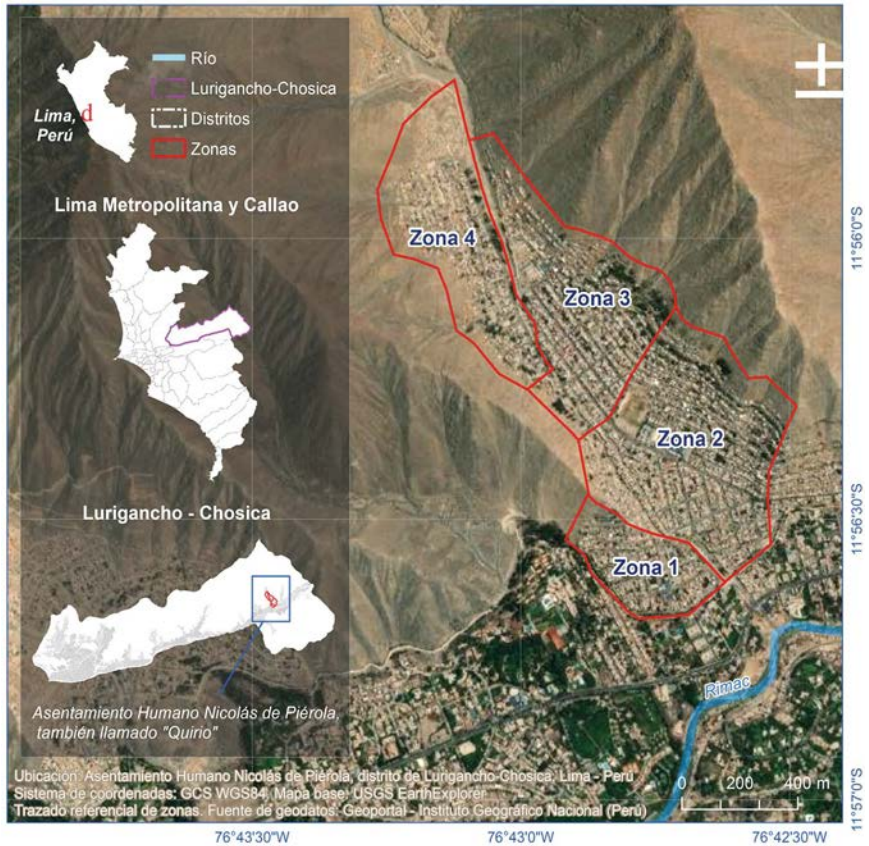 Río
Lurigancho-Chosica
Distritos
Zonas
Lima,
Perú
d
Lima Metropolitana y Callao
Lurigancho - Chosica
Asentamiento Humano Nicolás de Piérola,
también llamado "Quirio"
Zona 4
Zona 3
Zona 2
Zona 1
Rimac
Ubicación: Asentamiento Humano Nicolás de Piérola, distrito de Lurigancho-Chosica, Lima - Perú
Sistema de coordenadas: GCS WGS84, Mapa base: USGS EarthExplorer
Trazado referencial de zonas. Fuente de geodatos: Geoportal - Instituto Geográfico Nacional (Perú)
0 200 400 m
11°56'0"S
11°56'30"S
11°57'0"S
76°43'30"W
76°43'0"W
76°42'30"W